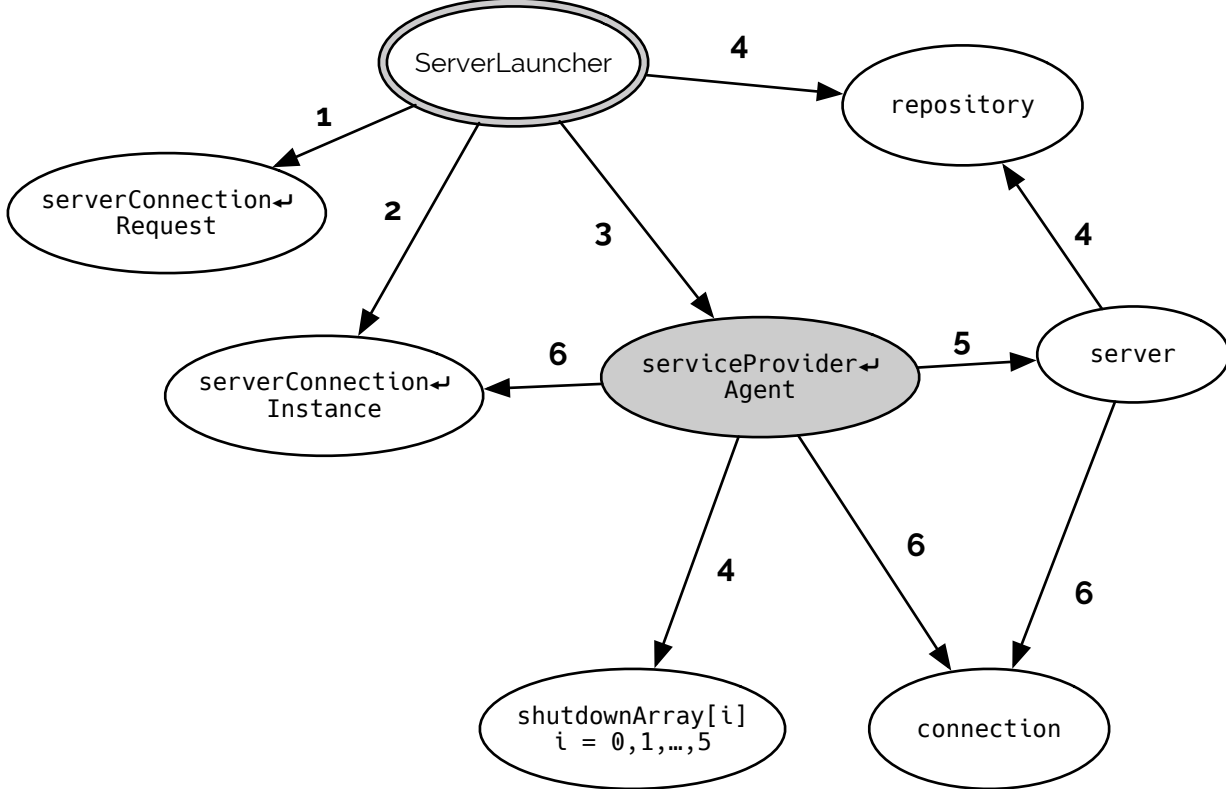 ServerLauncher
4
repository
1
serverConnection↵
Request
2
3
4
serviceProvider↵
Agent
5
server
6
serverConnection↵
Instance
4
6
6
shutdownArray[i]
i = 0,1,…,5
connection